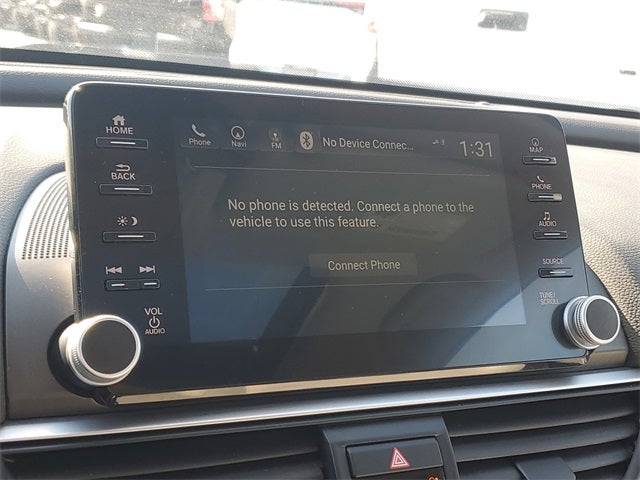 HOME
BACK
VOL
AUDIO
Phone
Navi
FM
No Device Connec...
1:31
No phone is detected. Connect a phone to the
vehicle to use this feature.
Connect Phone
MAP
PHONE
AUDIO
SOURCE
TUNE/
SCROLL